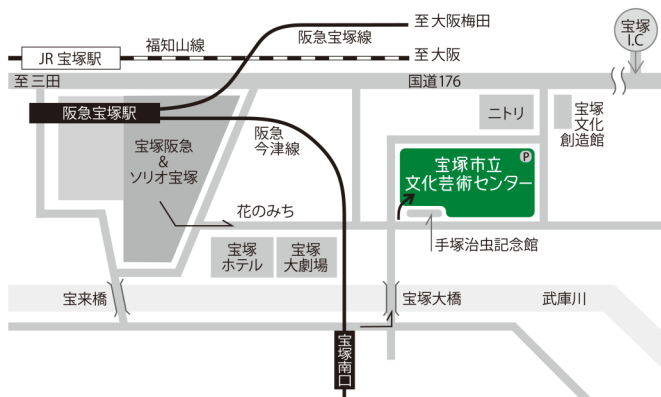 至大阪梅田
阪急宝塚線
宝塚
I.C
福知山線
JR 宝塚駅
至大阪
至三田
国道176
阪急宝塚駅
ニトリ
宝塚
文化
創造館
阪急
今津線
宝塚阪急
&
ソリオ宝塚
P
宝塚市立
文化芸術センター
花のみち
手塚治虫記念館
宝塚
ホテル
宝塚
大劇場
宝来橋
宝塚大橋
武庫川
宝塚南口